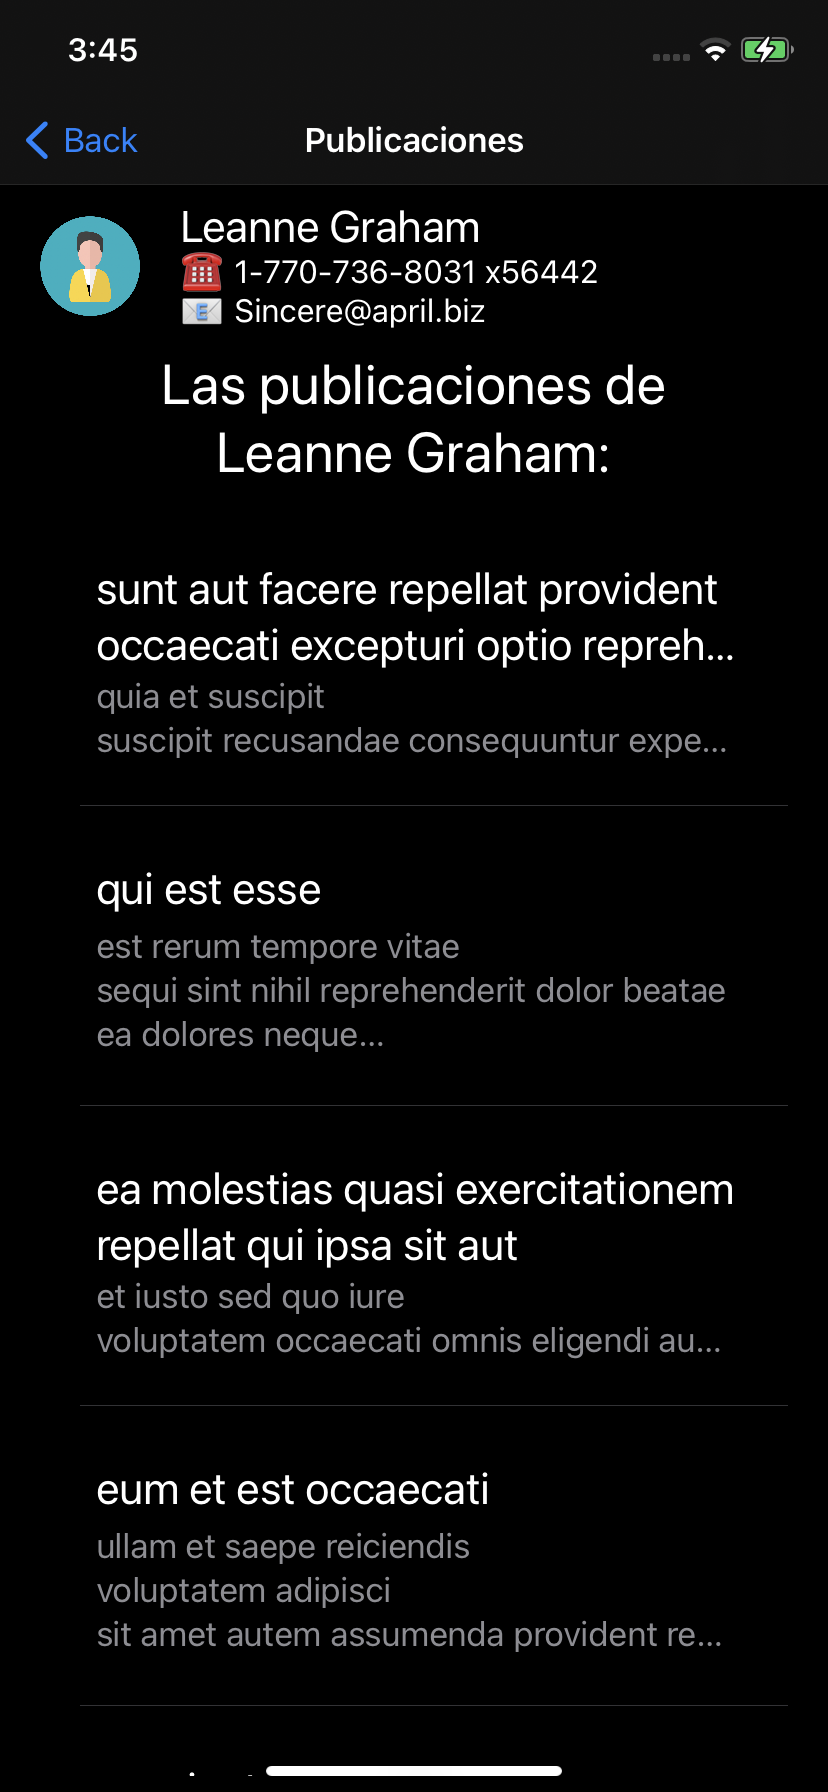 3:45
Back
Publicaciones
Leanne Graham
☎️ 1-770-736-8031 x56442
📧 Sincere@april.biz
Las publicaciones de
Leanne Graham:
sunt aut facere repellat provident
occaecati excepturi optio repreh...
quia et suscipit
suscipit recusandae consequuntur expe...
qui est esse
est rerum tempore vitae
sequi sint nihil reprehenderit dolor beatae
ea dolores neque...
ea molestias quasi exercitationem
repellat qui ipsa sit aut
et iusto sed quo iure
voluptatem occaecati omnis eligendi au...
eum et est occaecati
ullam et saepe reiciendis
voluptatem adipisci
sit amet autem assumenda provident re...